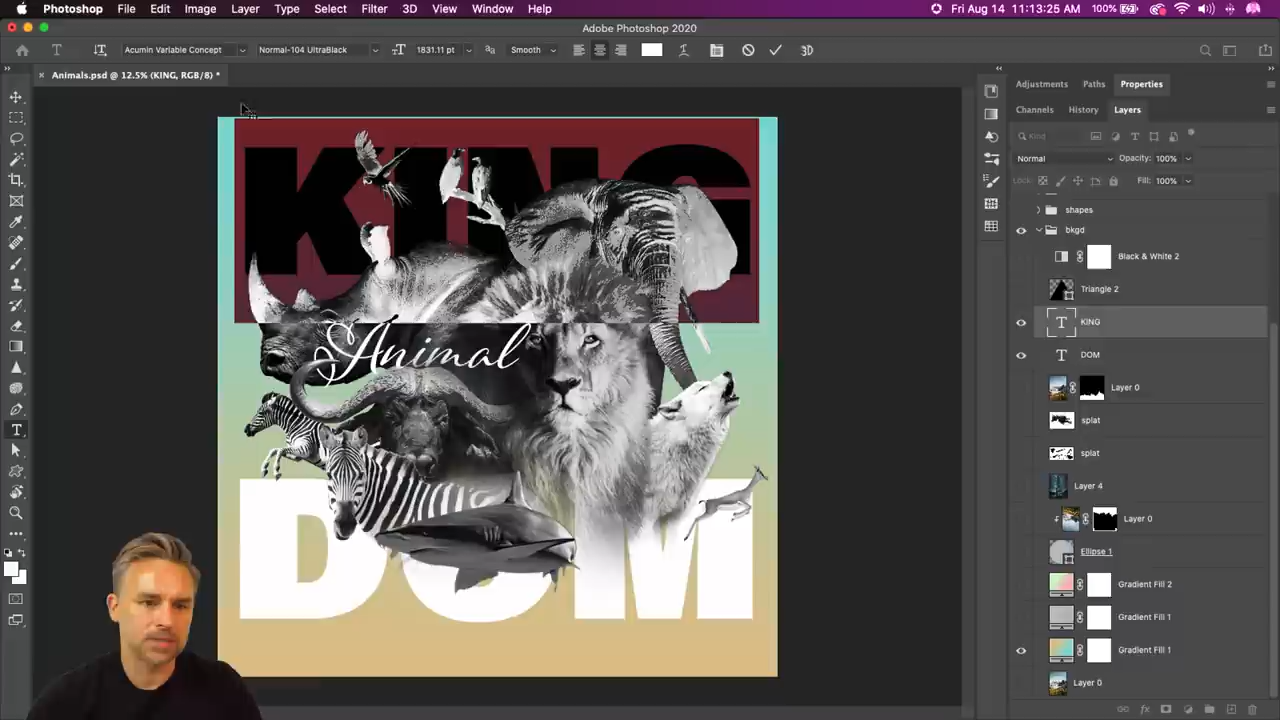 Photoshop File Edit Image Layer Type Select Filter 3D View Window Help 100% Fri Aug 14 11:13:25 AM
Adobe Photoshop 2020
T Acumin Variable Concept Normal-104 UltraBlack 1831.11 pt Smooth 3D
× Animals.psd @ 12.5% (KING, RGB/8) *
Adjustments Paths Properties
Channels History Layers
Kind
Normal Opacity: 100%
Lock: Fill: 100%
shapes
bkgd
Black & White 2
Triangle 2
T KING
T DOM
Layer 0
splat
splat
Layer 4
Layer 0
Ellipse 1
Gradient Fill 2
Gradient Fill 1
Gradient Fill 1
Layer 0
KING
Animal
DOM